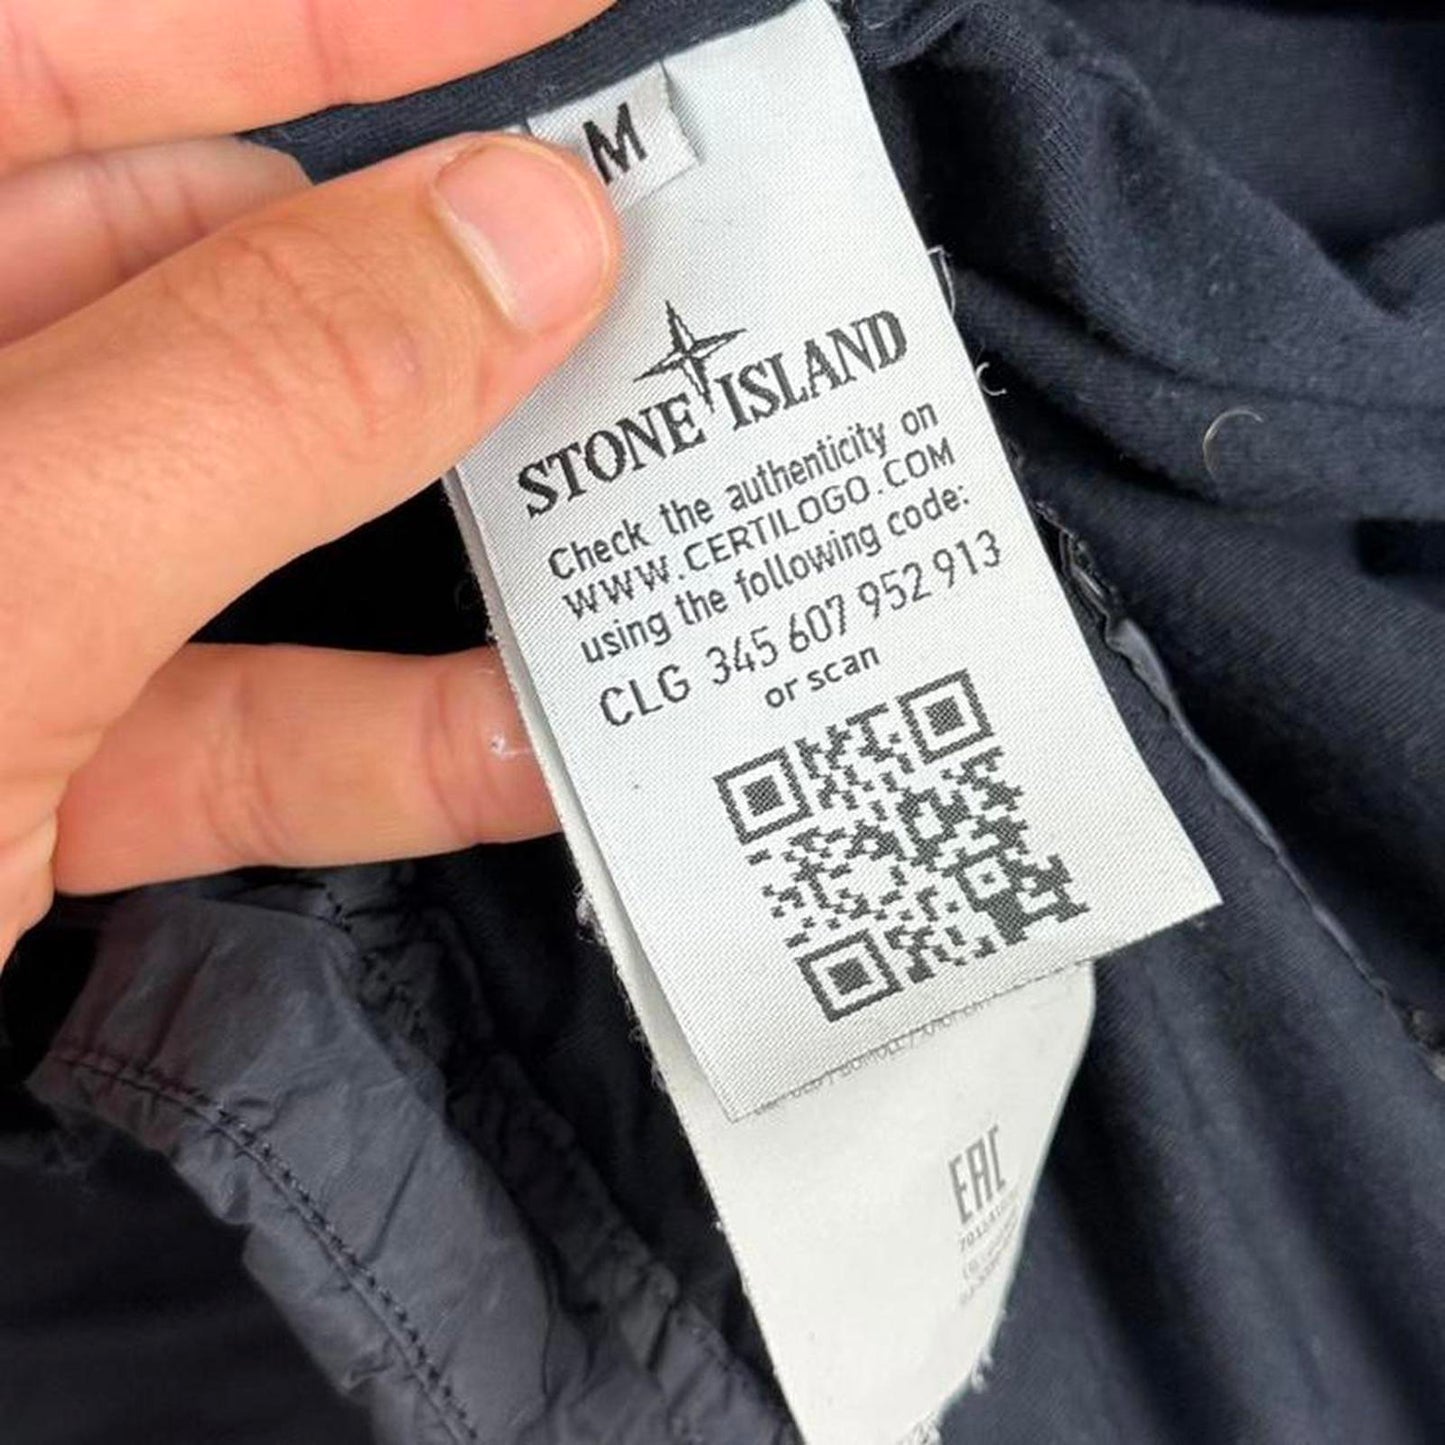 M
STONE ISLAND
Check the authenticity on
WWW.CERTILOGO.COM
using the following code:
CLG 345 607 952 913
or scan
EAC